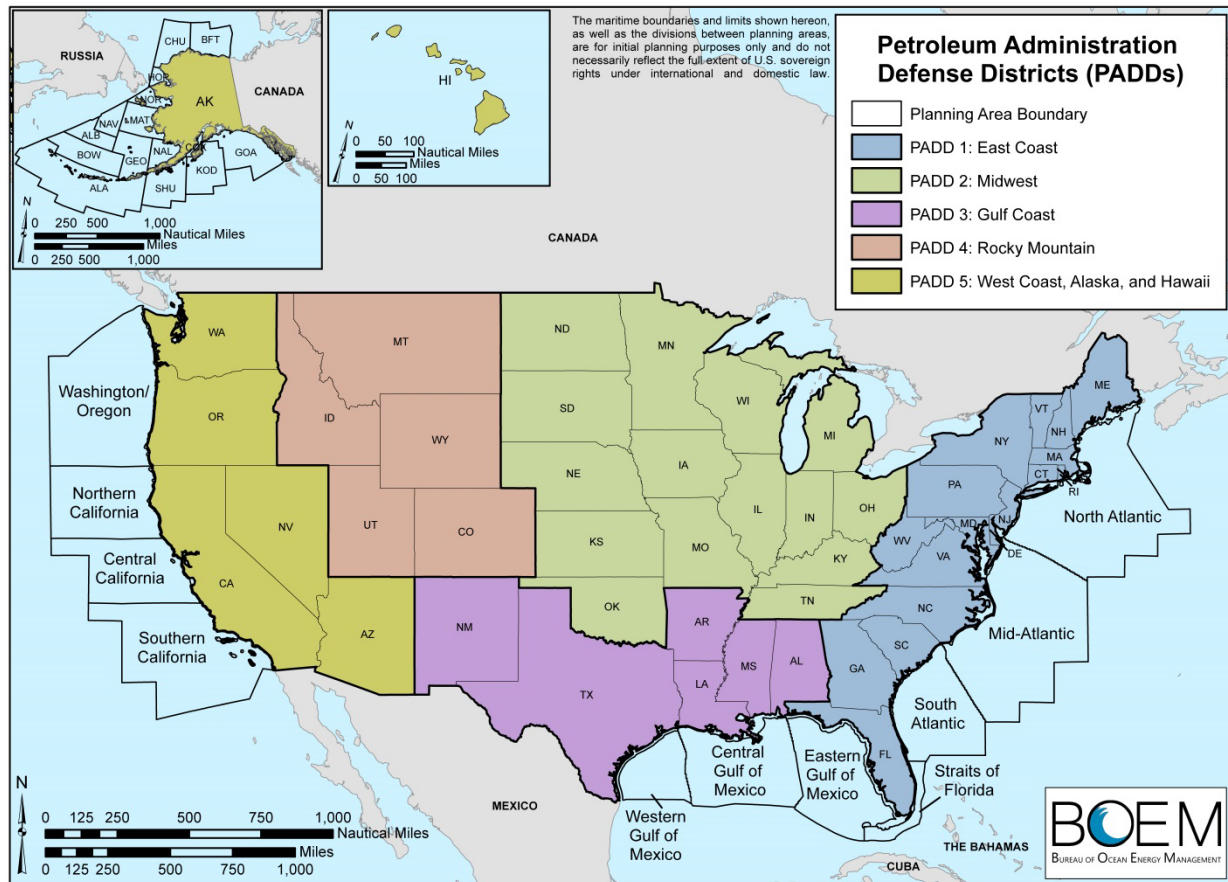 Petroleum Administration
Defense Districts (PADDs)
Planning Area Boundary
PADD 1: East Coast
PADD 2: Midwest
PADD 3: Gulf Coast
PADD 4: Rocky Mountain
PADD 5: West Coast, Alaska, and Hawaii
The maritime boundaries and limits shown hereon,
as well as the divisions between planning areas,
are for initial planning purposes only and do not
necessarily reflect the full extent of U.S. sovereign
rights under international and domestic law.
RUSSIA
CHU
BFT
HOP
NOR
AK
CANADA
NAV
MAT
ALB
BOW
GEO
NAL
COK
GOA
KOD
ALA
SHU
N
0 250 500 1,000
Nautical Miles
Miles
0 250 500 1,000
HI
N
0 50 100
Nautical Miles
Miles
0 50 100
CANADA
WA
MT
ND
MN
ME
Washington/
Oregon
OR
ID
WY
SD
WI
MI
VT
NH
NY
MA
CT
RI
Northern
California
NV
UT
CO
NE
IA
IL
IN
OH
PA
NJ
North Atlantic
Central
California
CA
KS
MO
KY
WV
MD
DE
VA
Southern
California
AZ
NM
OK
AR
TN
NC
Mid-Atlantic
TX
LA
MS
AL
GA
SC
South
Atlantic
FL
Central
Gulf of
Mexico
Eastern
Gulf of
Mexico
Straits of
Florida
Western
Gulf of
Mexico
MEXICO
THE BAHAMAS
CUBA
N
0 125 250 500 750 1,000
Nautical Miles
Miles
0 125 250 500 750 1,000
BOEM
BUREAU OF OCEAN ENERGY MANAGEMENT